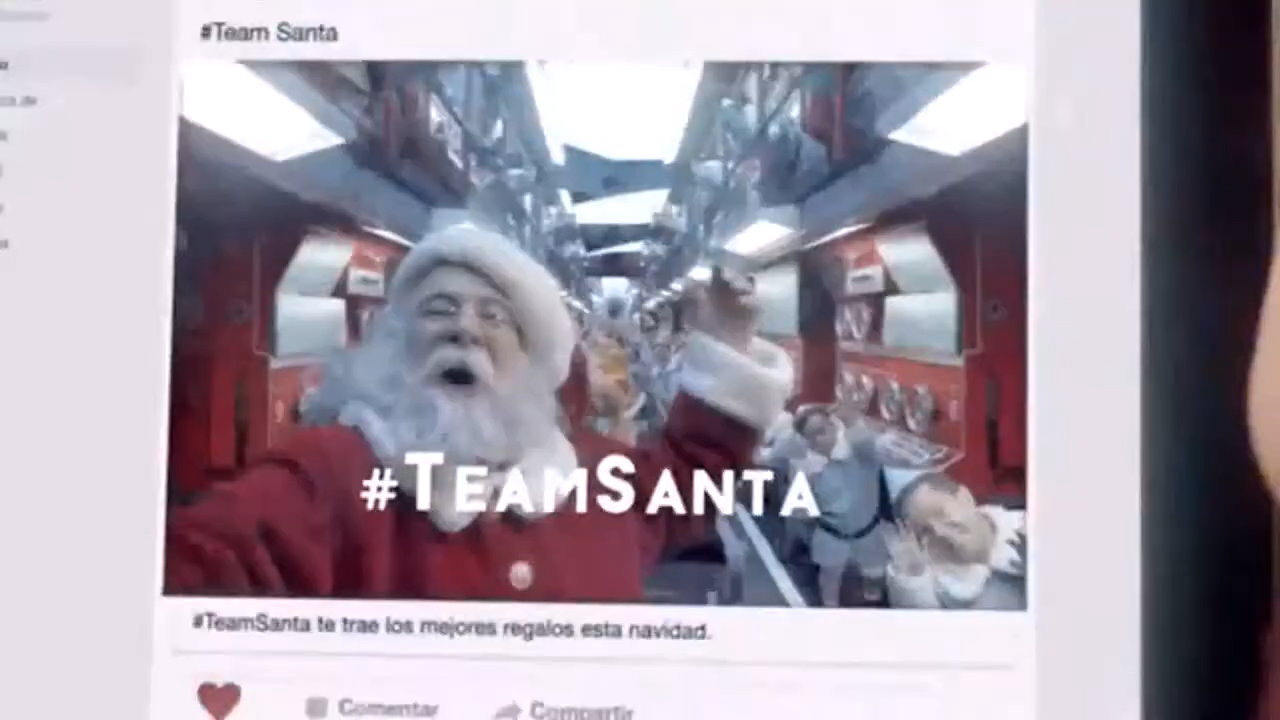 #Team Santa
#TEAMSANTA
#TeamSanta te trae los mejores regalos esta navidad.
Comentar Compartir